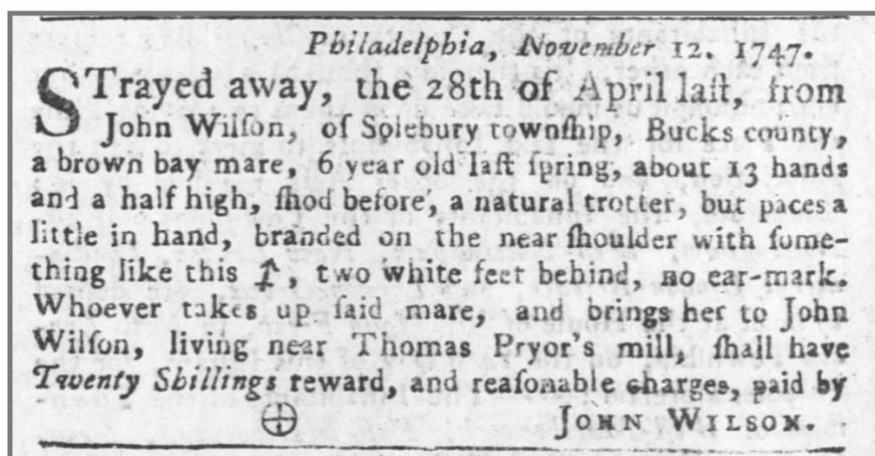 Philadelphia, November 12. 1747.
STrayed away, the 28th of April laſt, from
John Wilſon, of Solebury townſhip, Bucks county,
a brown bay mare, 6 year old laſt ſpring, about 13 hands
and a half high, ſhod before, a natural trotter, but paces a
little in hand, branded on the near ſhoulder with ſome-
thing like this , two white feet behind, no ear-mark.
Whoever takes up ſaid mare, and brings her to John
Wilſon, living near Thomas Pryor's mill, ſhall have
Twenty Shillings reward, and reaſonable charges, paid by
JOHN WILSON.